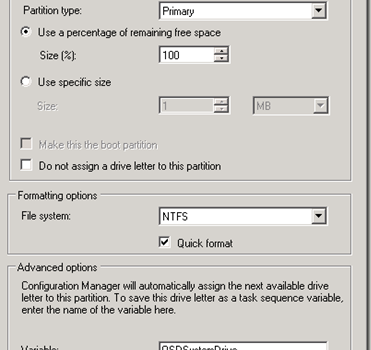 Partition type: Primary
Use a percentage of remaining free space
Size (%): 100
Use specific size
Size: 1 MB
Make this the boot partition
Do not assign a drive letter to this partition
Formatting options
File system: NTFS
Quick format
Advanced options
Configuration Manager will automatically assign the next available drive
letter to this partition. To save this drive letter as a task sequence variable,
enter the name of the variable here.
Variable: OSDSystemDrive